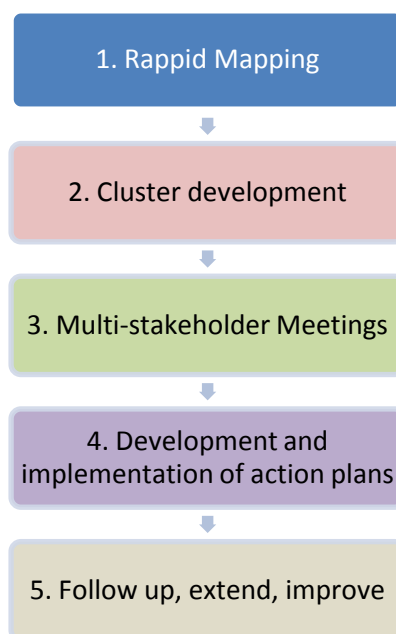 1. Rappid Mapping
2. Cluster development
3. Multi-stakeholder Meetings
4. Development and
implementation of action plans
5. Follow up, extend, improve